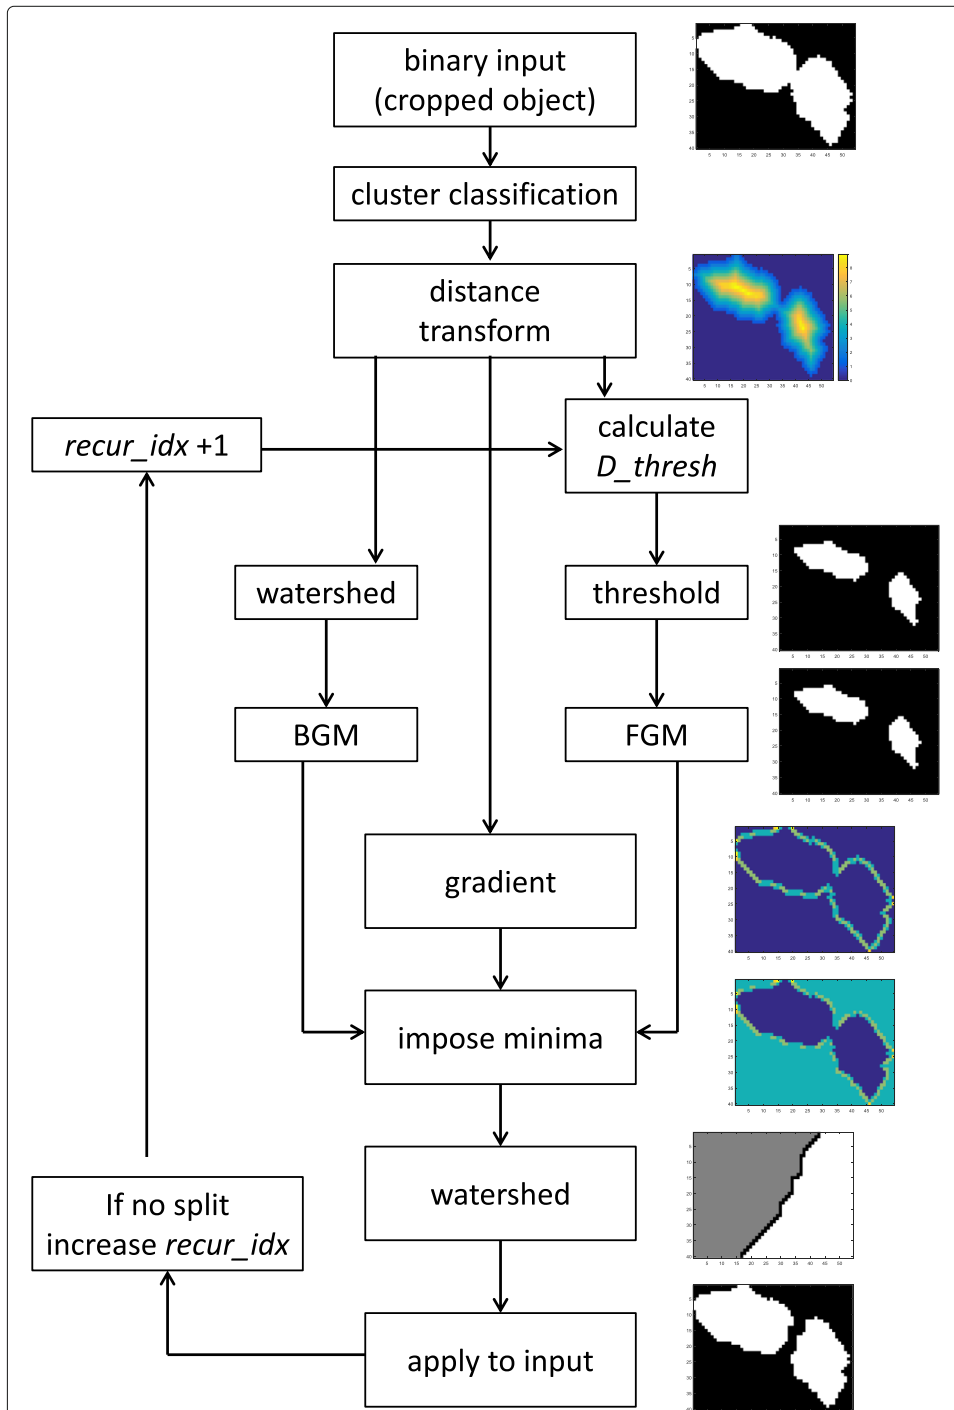 binary input
(cropped object)
cluster classification
distance
transform
calculate
D_thresh
recur_idx +1
watershed
threshold
BGM
FGM
gradient
impose minima
watershed
If no split
increase recur_idx
apply to input